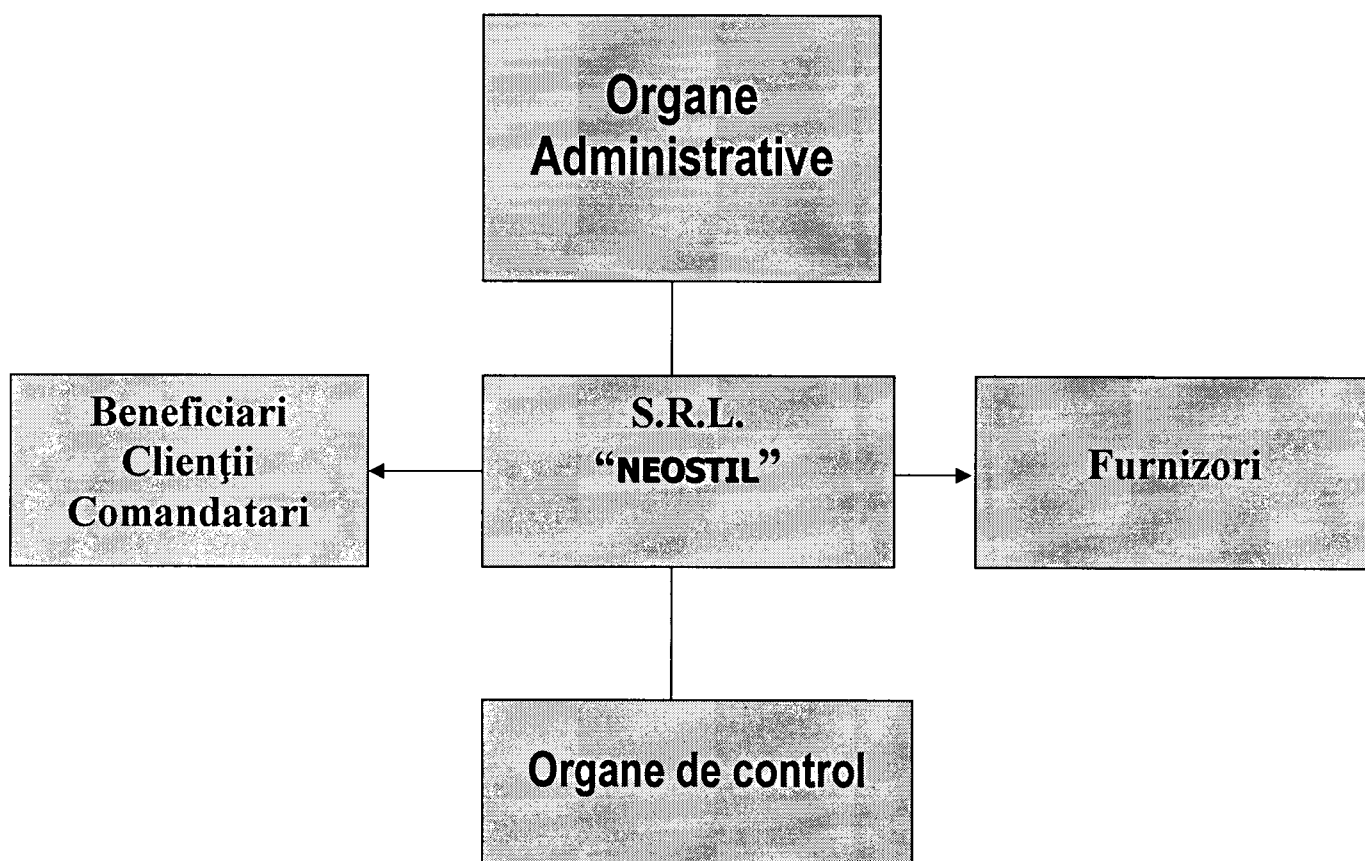 Organe
Administrative
Beneficiari
Clienţii
Comandatari
S.R.L.
“NEOSTIL”
Furnizori
Organe de control